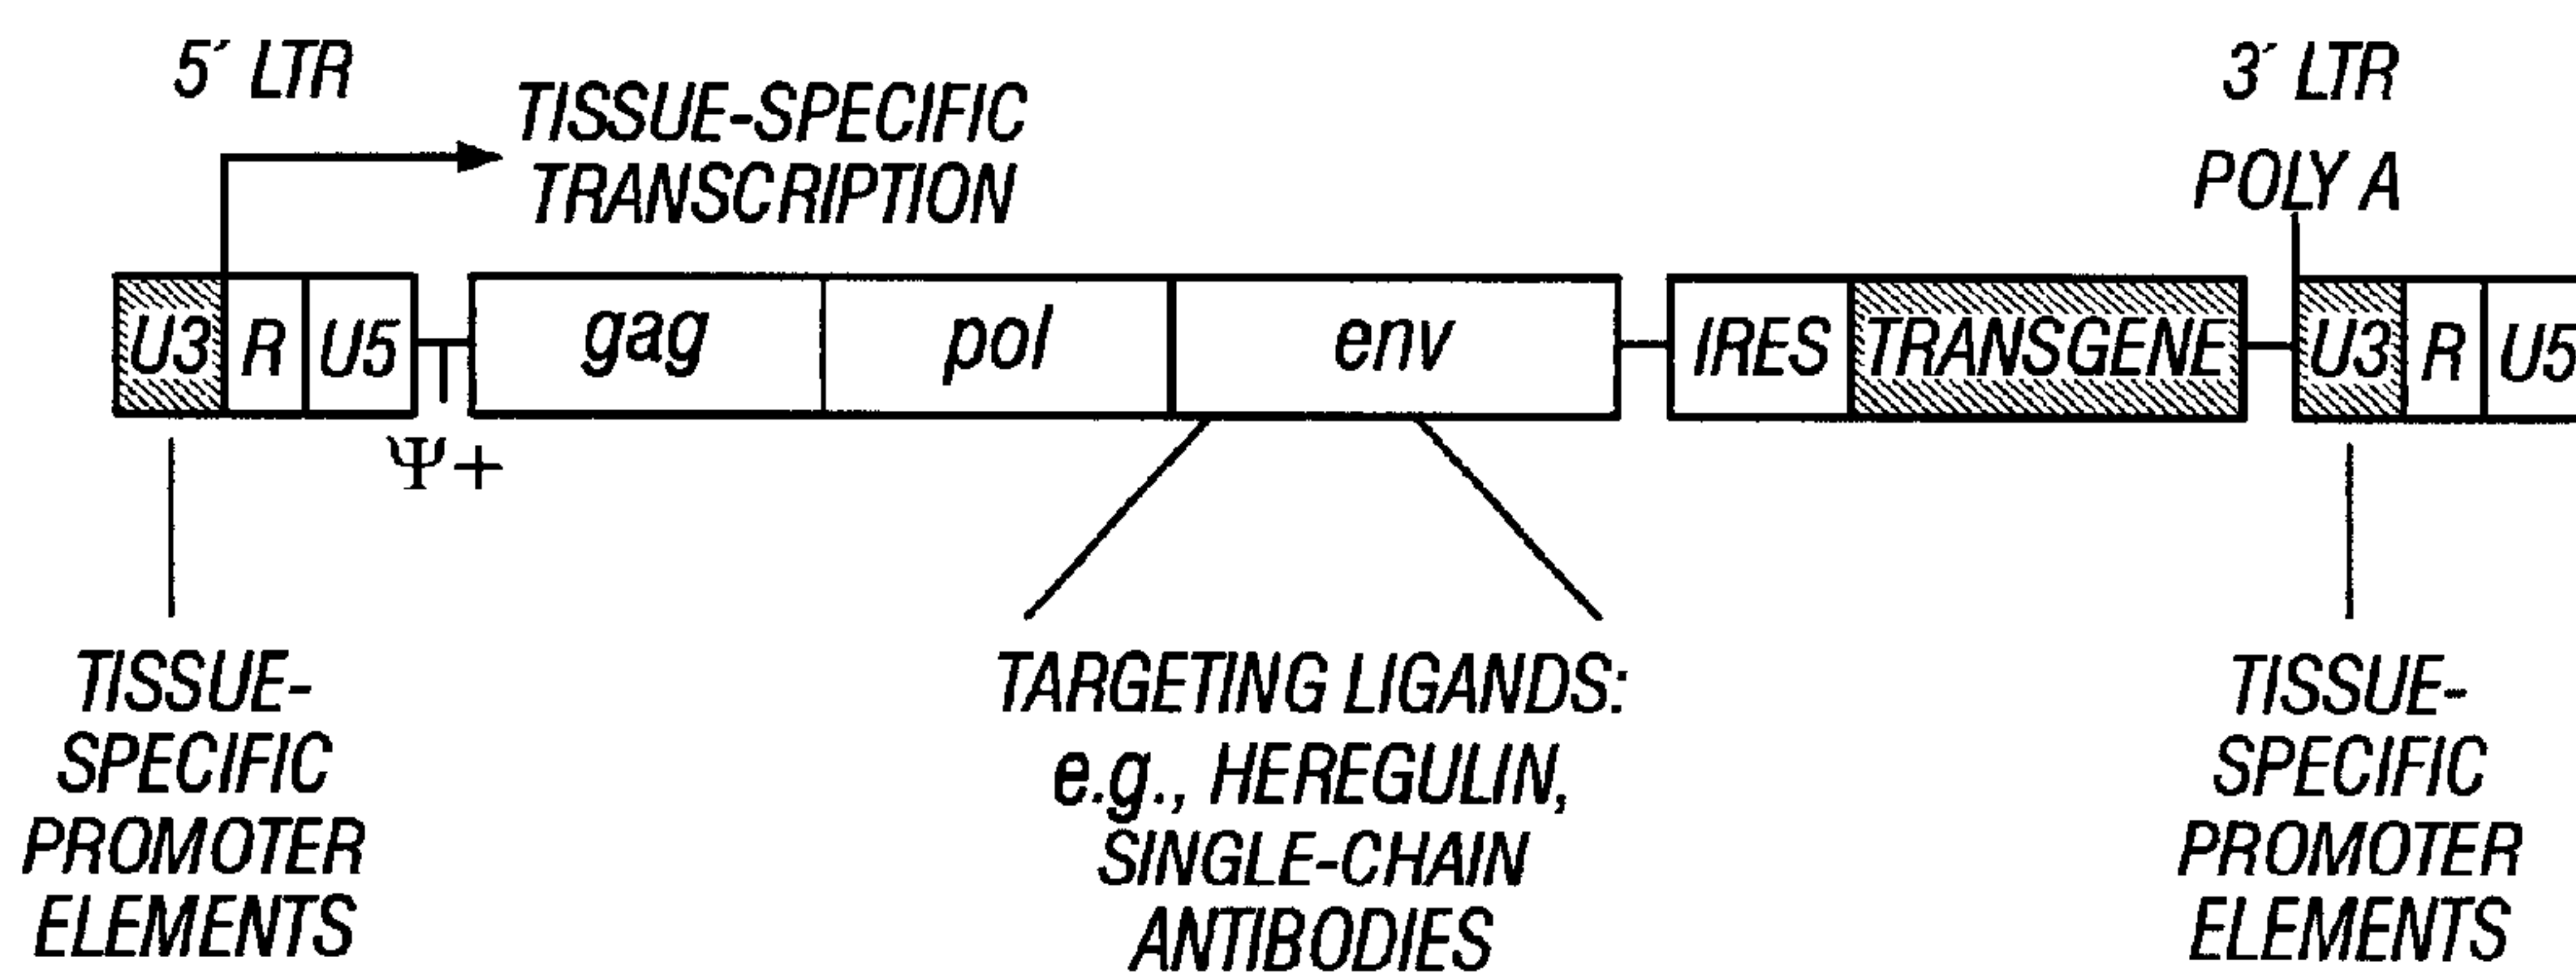 5´ LTR
TISSUE-SPECIFIC
TRANSCRIPTION
3´ LTR
POLY A
U3 R U5 gag pol env IRES TRANSGENE U3 R U5
Ψ+
TISSUE-
SPECIFIC
PROMOTER
ELEMENTS
TARGETING LIGANDS:
e.g., HEREGULIN,
SINGLE-CHAIN
ANTIBODIES
TISSUE-
SPECIFIC
PROMOTER
ELEMENTS